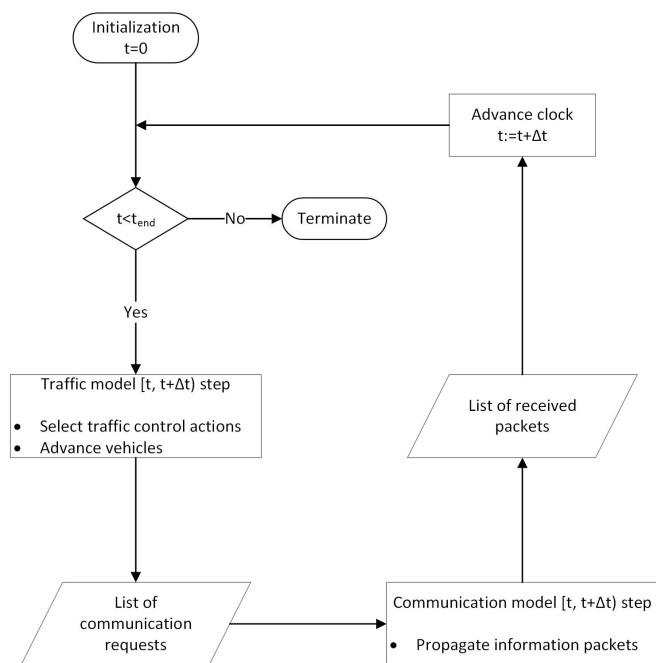 Initialization
t=0
Advance clock
t:=t+Δt
t<t_end
No
Terminate
Yes
Traffic model [t, t+Δt) step
• Select traffic control actions
• Advance vehicles
List of received
packets
List of
communication
requests
Communication model [t, t+Δt) step
• Propagate information packets